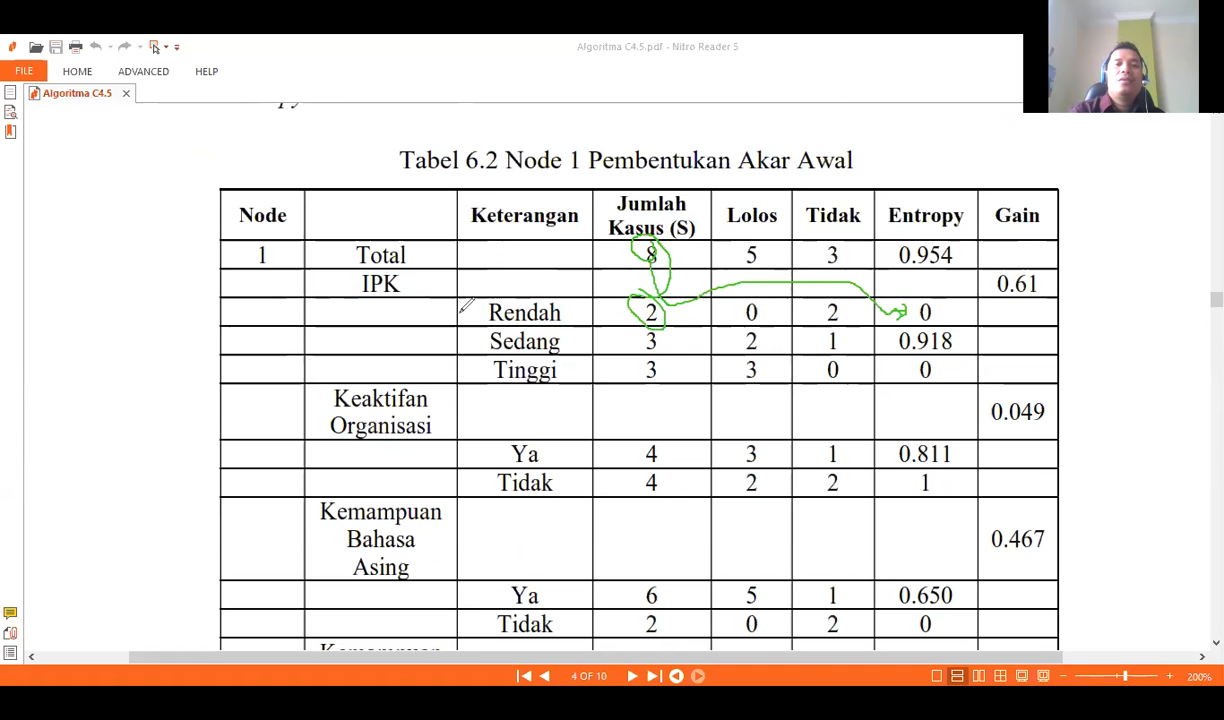 Algoritma C4.5.pdf - Nitro Reader 5
FILE HOME ADVANCED HELP
Algoritma C4.5
Tabel 6.2 Node 1 Pembentukan Akar Awal
Node Keterangan Jumlah Kasus (S) Lolos Tidak Entropy Gain
1 Total 8 5 3 0.954
IPK 0.61
Rendah 2 0 2 0
Sedang 3 2 1 0.918
Tinggi 3 3 0 0
Keaktifan Organisasi 0.049
Ya 4 3 1 0.811
Tidak 4 2 2 1
Kemampuan Bahasa Asing 0.467
Ya 6 5 1 0.650
Tidak 2 0 2 0
4 OF 10 200%